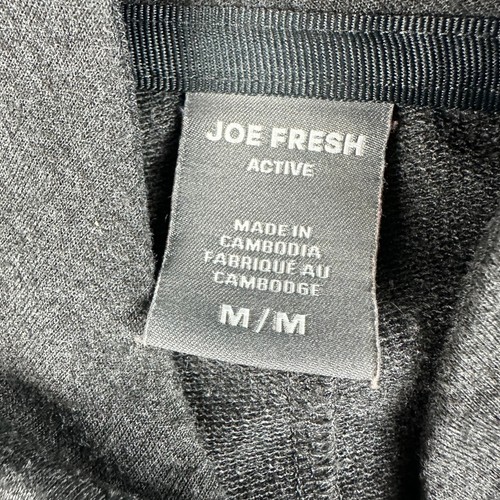 JOE FRESH
ACTIVE
MADE IN
CAMBODIA
FABRIQUÉ AU
CAMBODGE
M/M